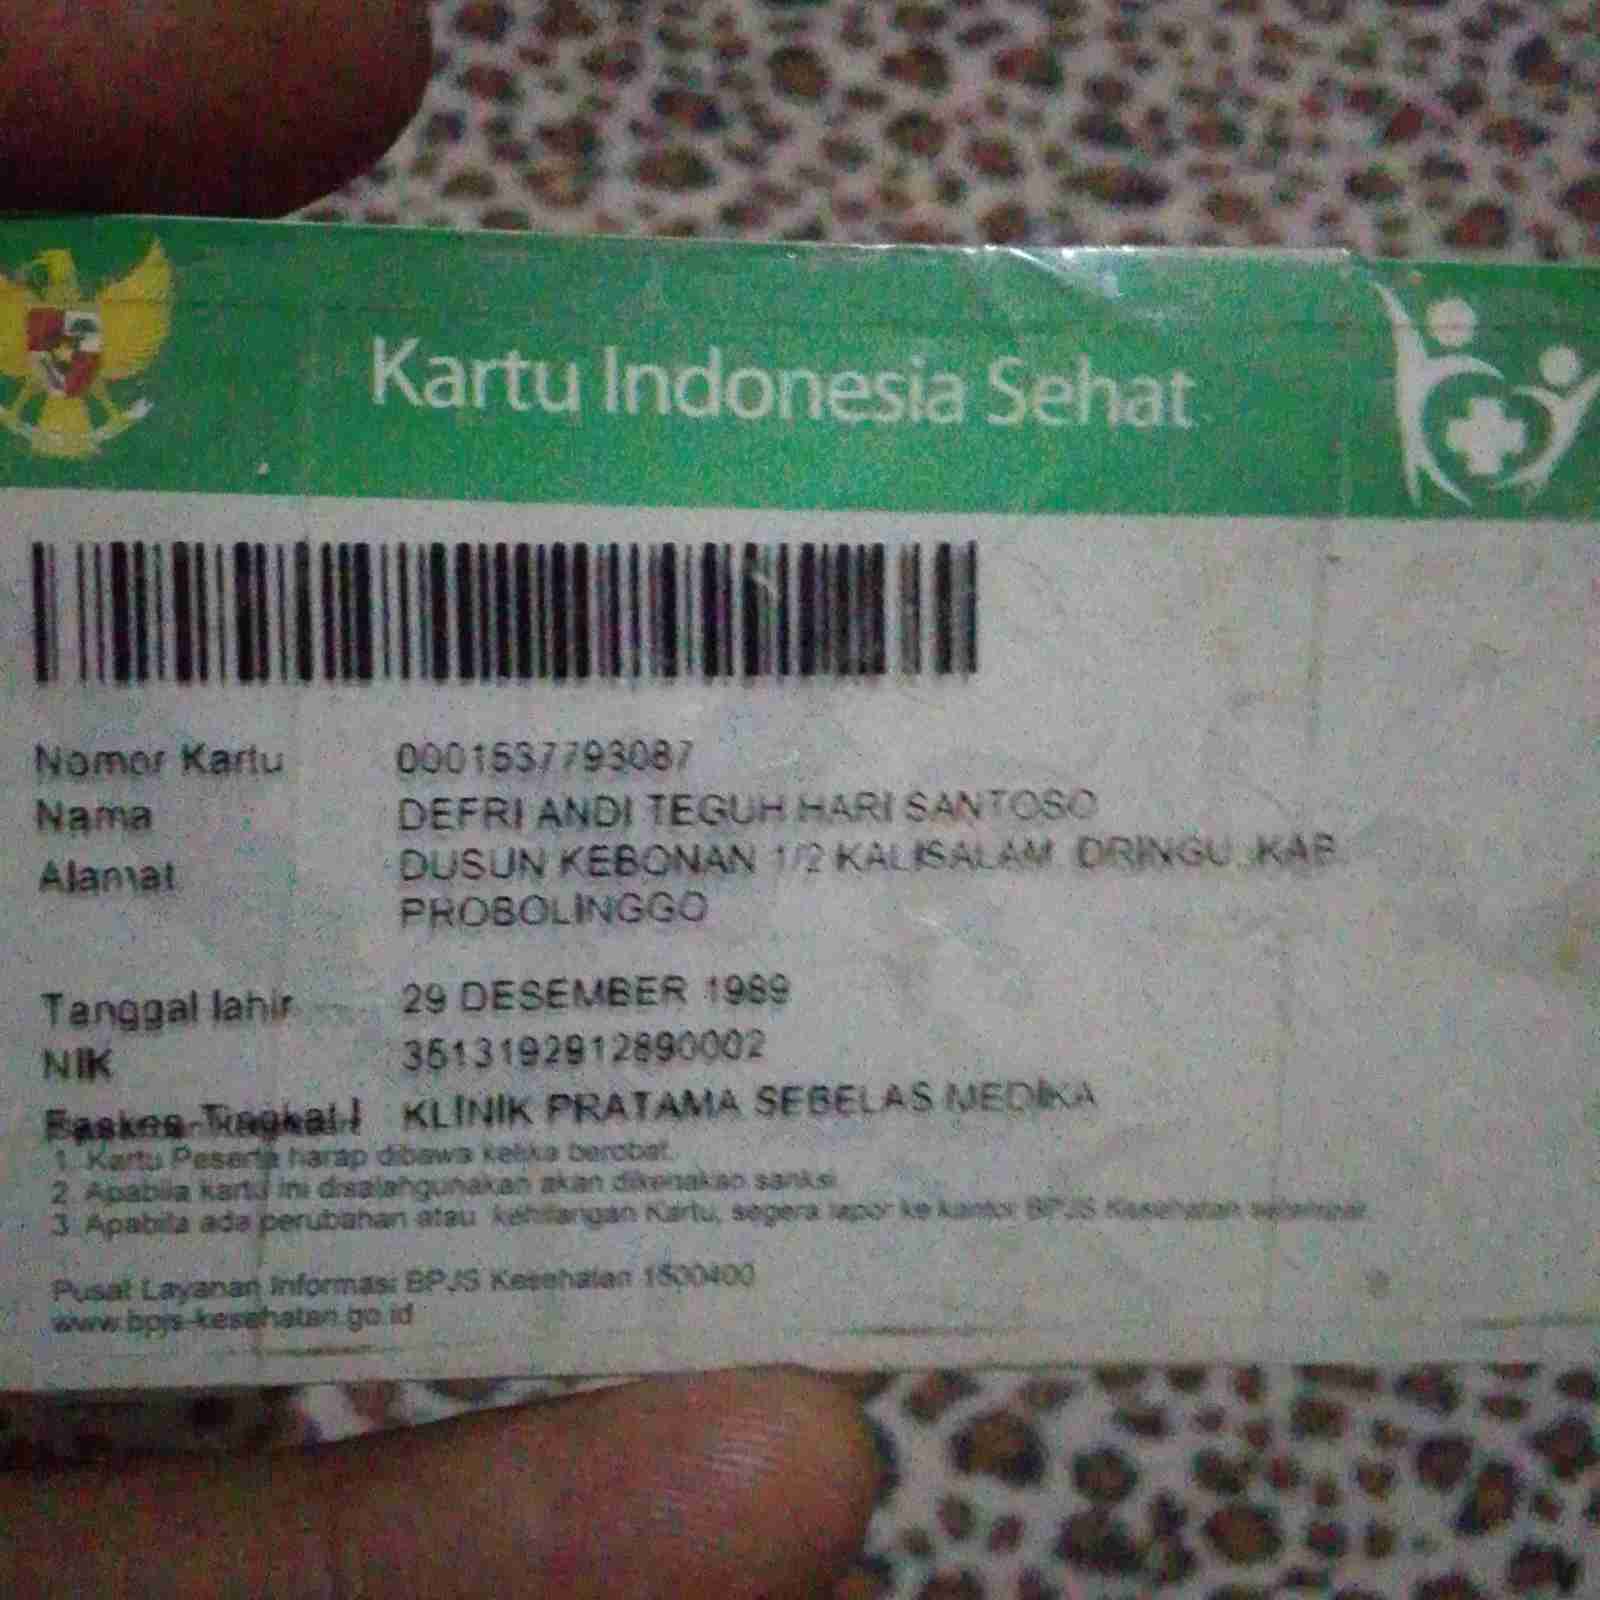 Kartu Indonesia Sehat
Nomor Kartu 0001537793087
Nama DEFRI ANDI TEGUH HARI SANTOSO
Alamat DUSUN KEBONAN 1/2 KALISALAM DRINGU KAB.
PROBOLINGGO
Tanggal lahir 29 DESEMBER 1989
NIK 3513192912890002
Faskes Tingkat I KLINIK PRATAMA SEBELAS MEDIKA
1. Kartu Peserta harap dibawa ketika berobat.
2. Apabila kartu ini disalahgunakan akan dikenakan sanksi
3. Apabila ada perubahan atau kehilangan Kartu, segera lapor ke kantor BPJS Kesehatan setempat.
Pusat Layanan Informasi BPJS Kesehatan 1500400
www.bpjs-kesehatan.go.id